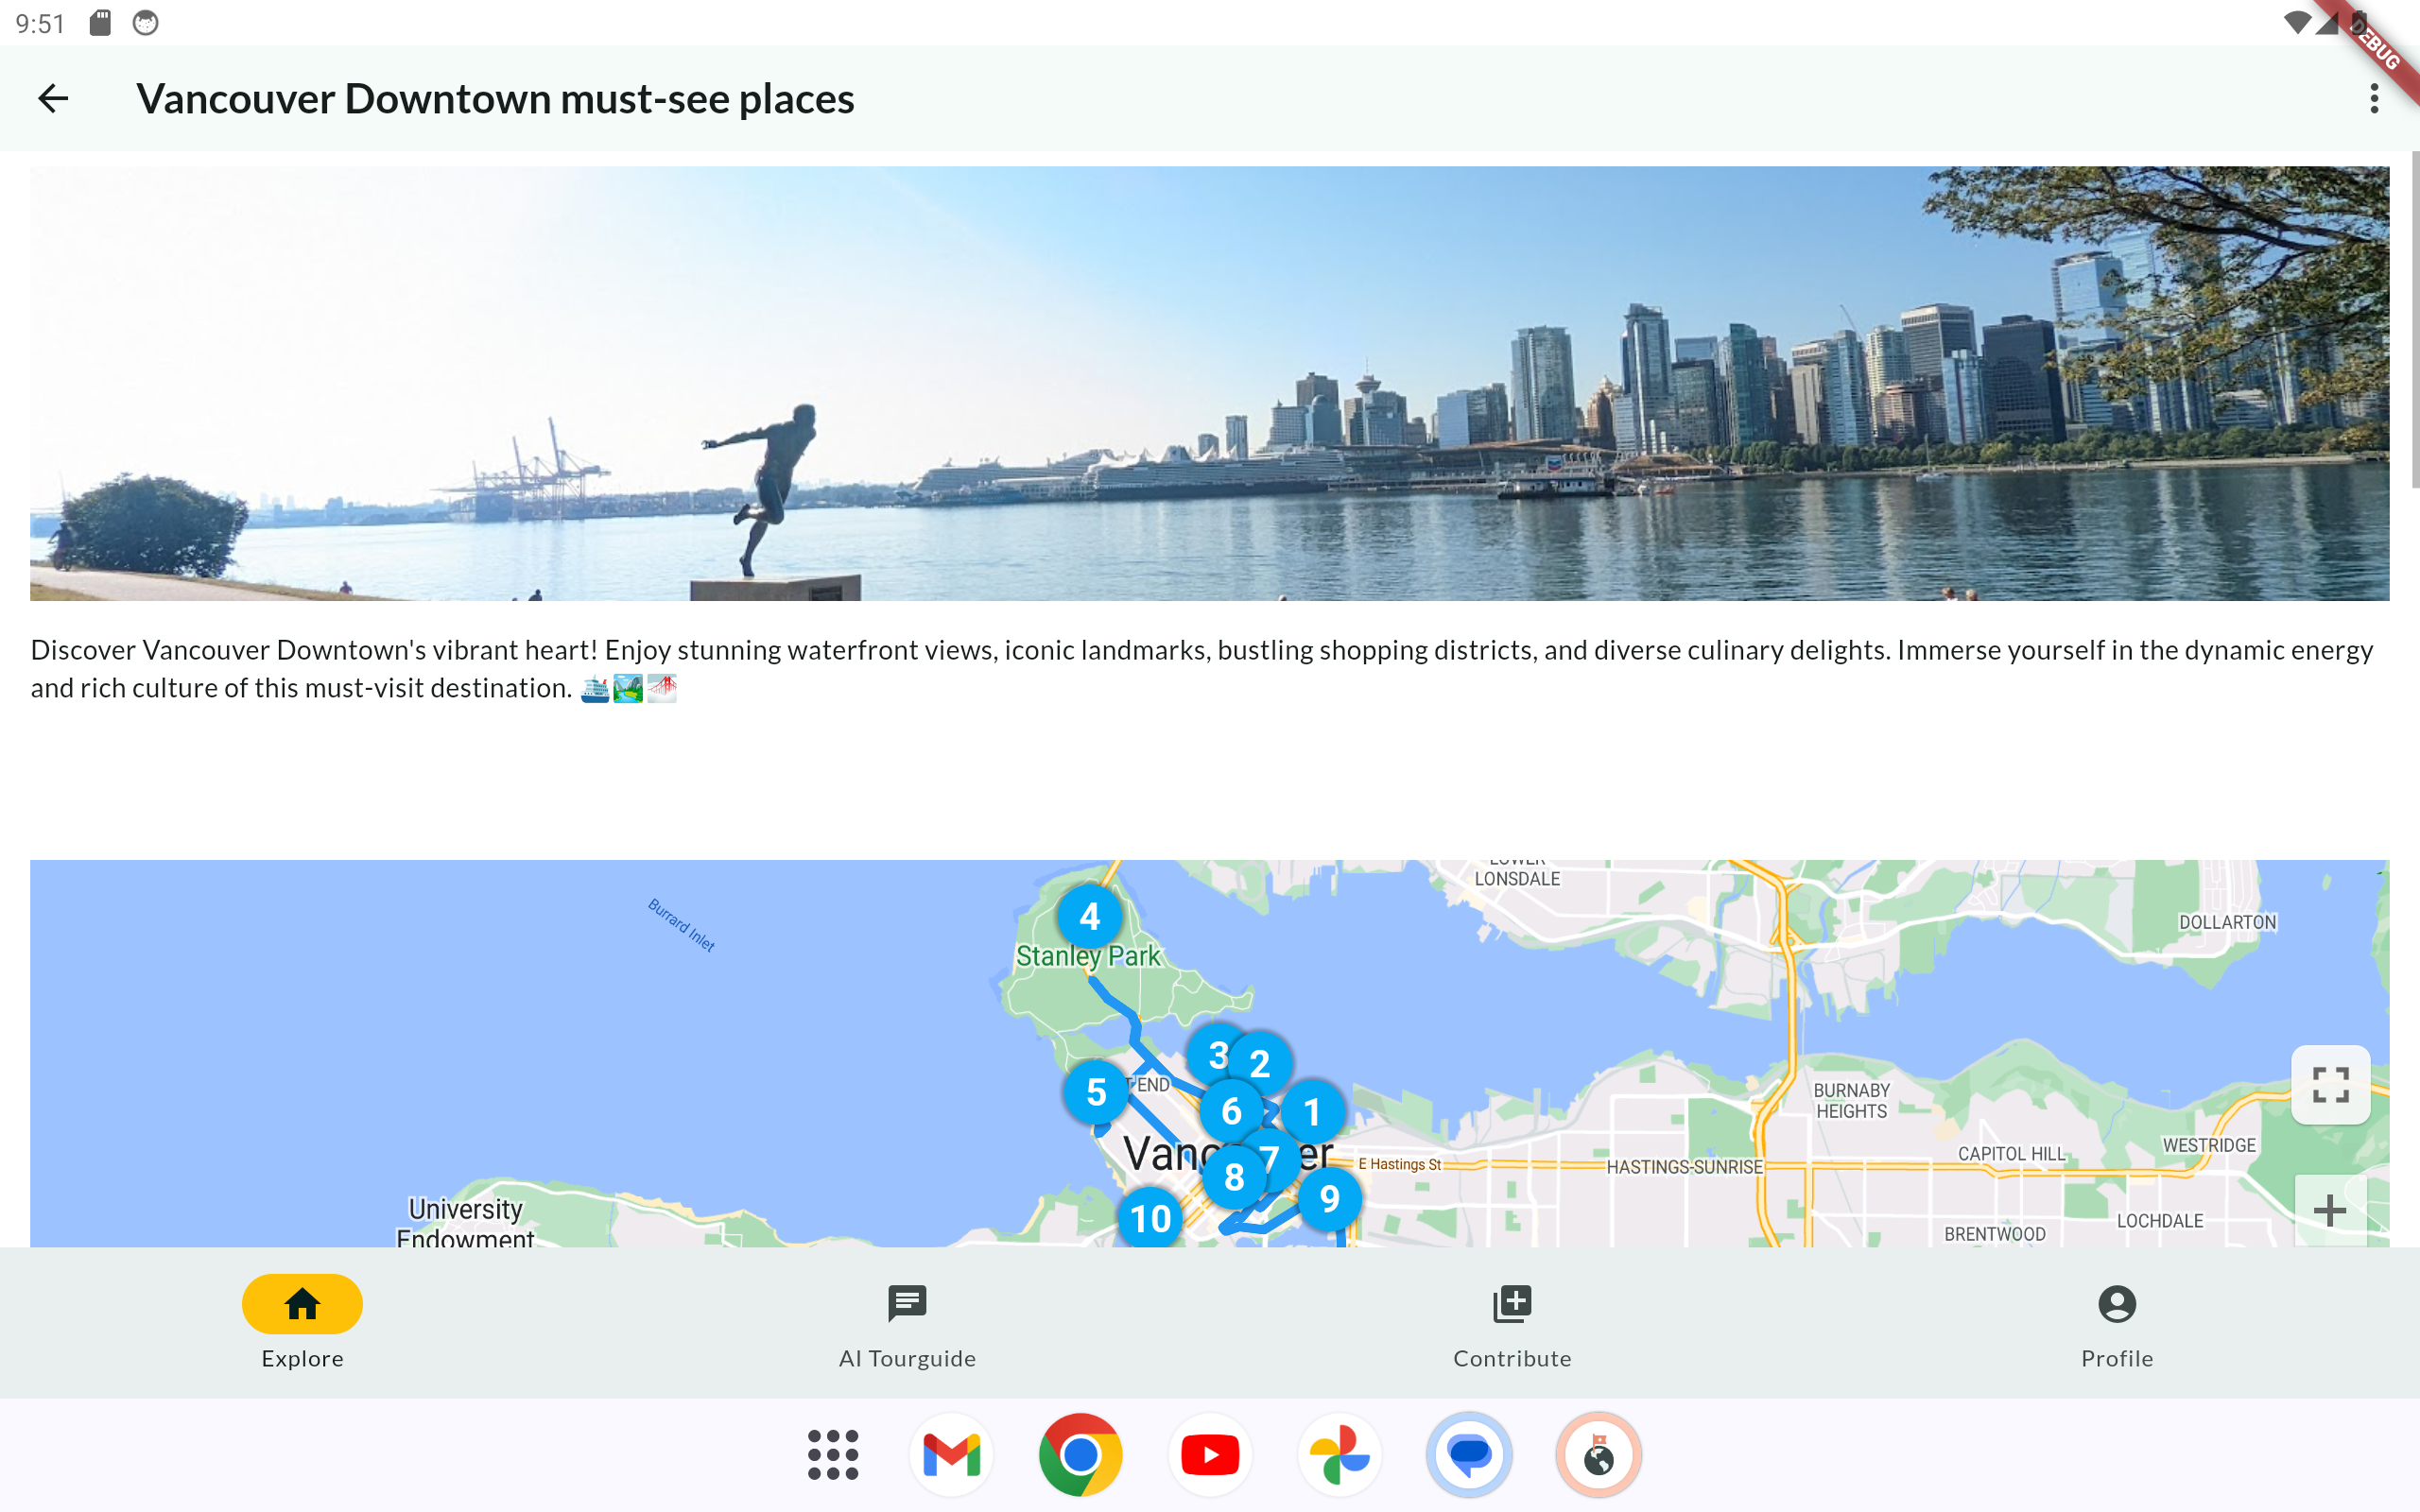 9:51
DEBUG
Vancouver Downtown must-see places
Discover Vancouver Downtown's vibrant heart! Enjoy stunning waterfront views, iconic landmarks, bustling shopping districts, and diverse culinary delights. Immerse yourself in the dynamic energy
and rich culture of this must-visit destination. 🛳️🏞️🌁
LOWER
LONSDALE
Burrard Inlet
DOLLARTON
4
Stanley Park
3
2
5
END
6
1
BURNABY
HEIGHTS
7
8
E Hastings St
HASTINGS-SUNRISE
CAPITOL HILL
WESTRIDGE
9
10
University
Endowment
LOCHDALE
BRENTWOOD
Explore
AI Tourguide
Contribute
Profile